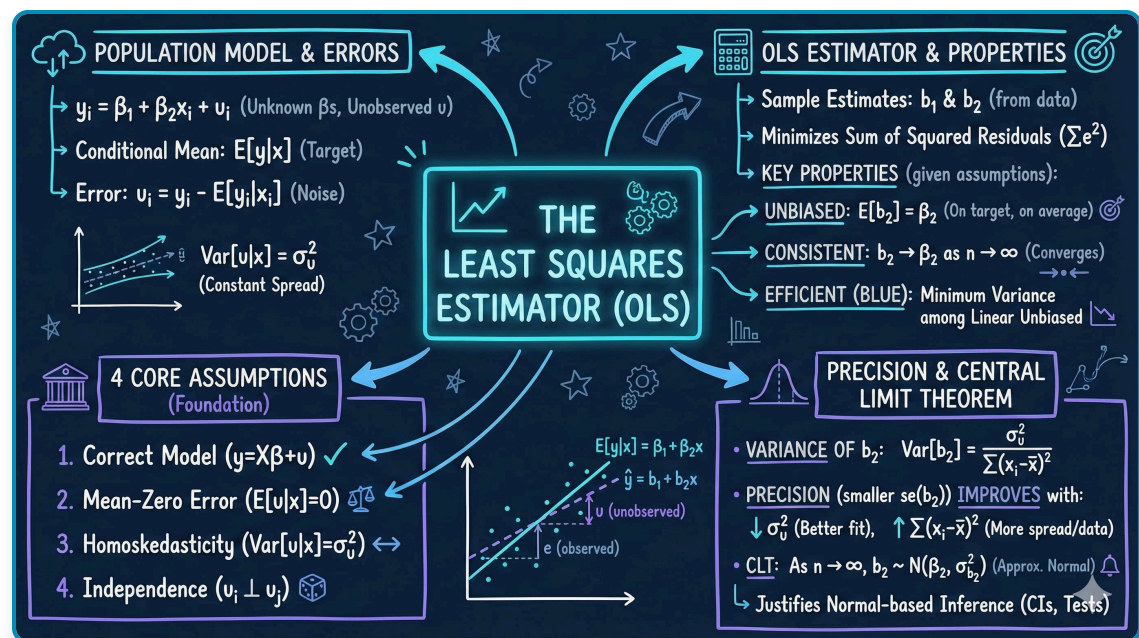 POPULATION MODEL & ERRORS
yᵢ = β₁ + β₂xᵢ + υᵢ (Unknown βs, Unobserved υ)
Conditional Mean: E[y|x] (Target)
Error: υᵢ = yᵢ - E[yᵢ|xᵢ] (Noise)
Var[υ|x] = σ²ᵤ
(Constant Spread)
THE
LEAST SQUARES
ESTIMATOR (OLS)
OLS ESTIMATOR & PROPERTIES
Sample Estimates: b₁ & b₂ (from data)
Minimizes Sum of Squared Residuals (∑e²)
KEY PROPERTIES (given assumptions):
UNBIASED: E[b₂] = β₂ (On target, on average)
CONSISTENT: b₂ → β₂ as n → ∞ (Converges)
EFFICIENT (BLUE): Minimum Variance
among Linear Unbiased
4 CORE ASSUMPTIONS
(Foundation)
1. Correct Model (y=Xβ+υ) ✓
2. Mean-Zero Error (E[υ|x]=0)
3. Homoskedasticity (Var[υ|x]=σ²ᵤ) ↔
4. Independence (υᵢ ⊥ υⱼ)
E[y|x] = β₁+β₂x
ŷ = b₁ + b₂x
υ (unobserved)
e (observed)
PRECISION & CENTRAL
LIMIT THEOREM
• VARIANCE OF b₂: Var[b₂] = σ²ᵤ / ∑(xᵢ-x̄)²
• PRECISION (smaller se(b₂)) IMPROVES with:
↓ σ²ᵤ (Better fit), ↑ ∑(xᵢ-x̄)² (More spread/data)
• CLT: As n → ∞, b₂ ~ N(β₂, σ²b₂) (Approx. Normal)
Justifies Normal-based Inference (CIs, Tests)